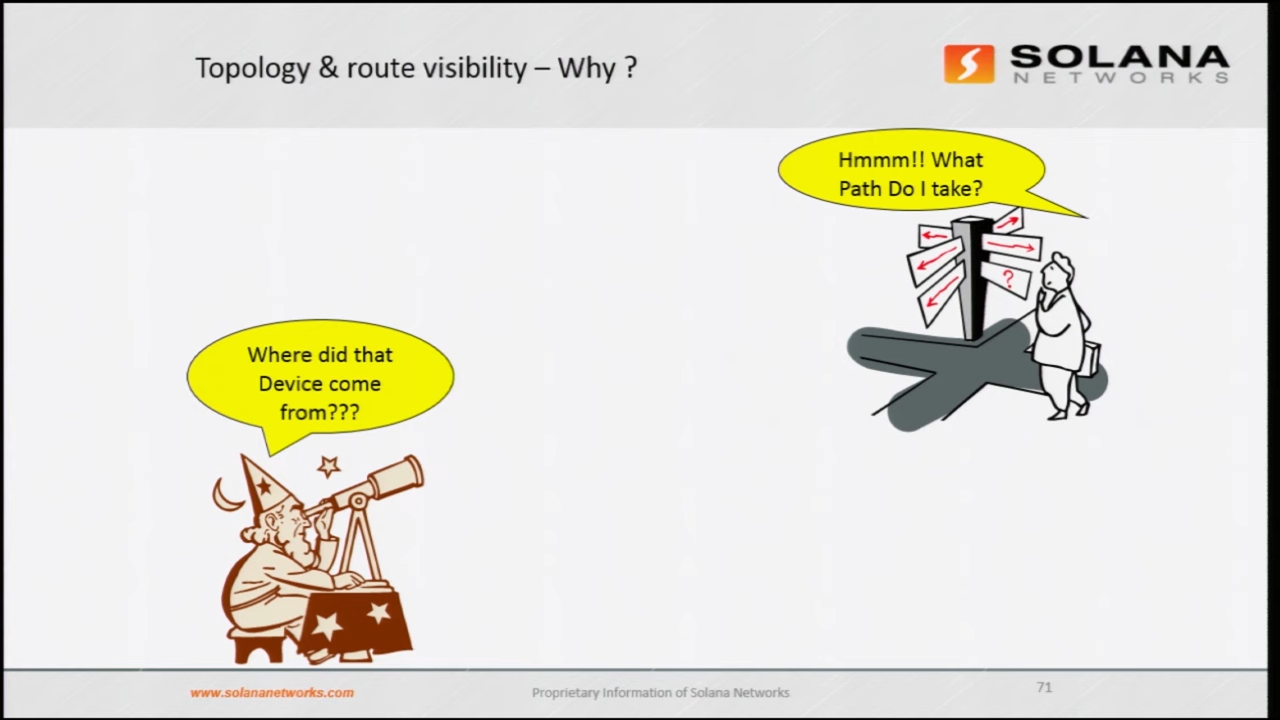 Topology & route visibility – Why ?
SOLANA
NETWORKS
Hmmm!! What
Path Do I take?
?
Where did that
Device come
from???
www.solananetworks.com
Proprietary Information of Solana Networks
71